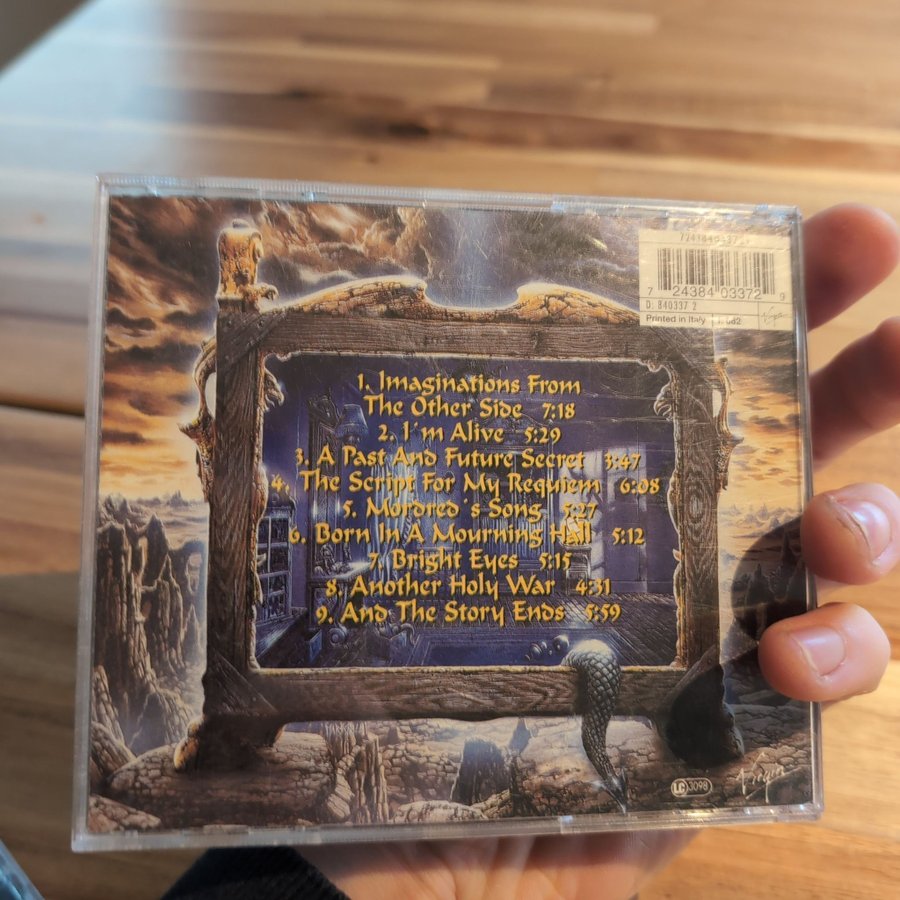 7 24384 03372 9
D: 840337 2
Printed in Italy
1. Imaginations From
The Other Side 7:18
2. I´m Alive 5:29
3. A Past And Future Secret 3:47
4. The Script For My Requiem 6:08
5. Mordred´s Song 5:27
6. Born In A Mourning Hall 5:12
7. Bright Eyes 5:15
8. Another Holy War 4:31
9. And The Story Ends 5:59
LC 3098
Virgin